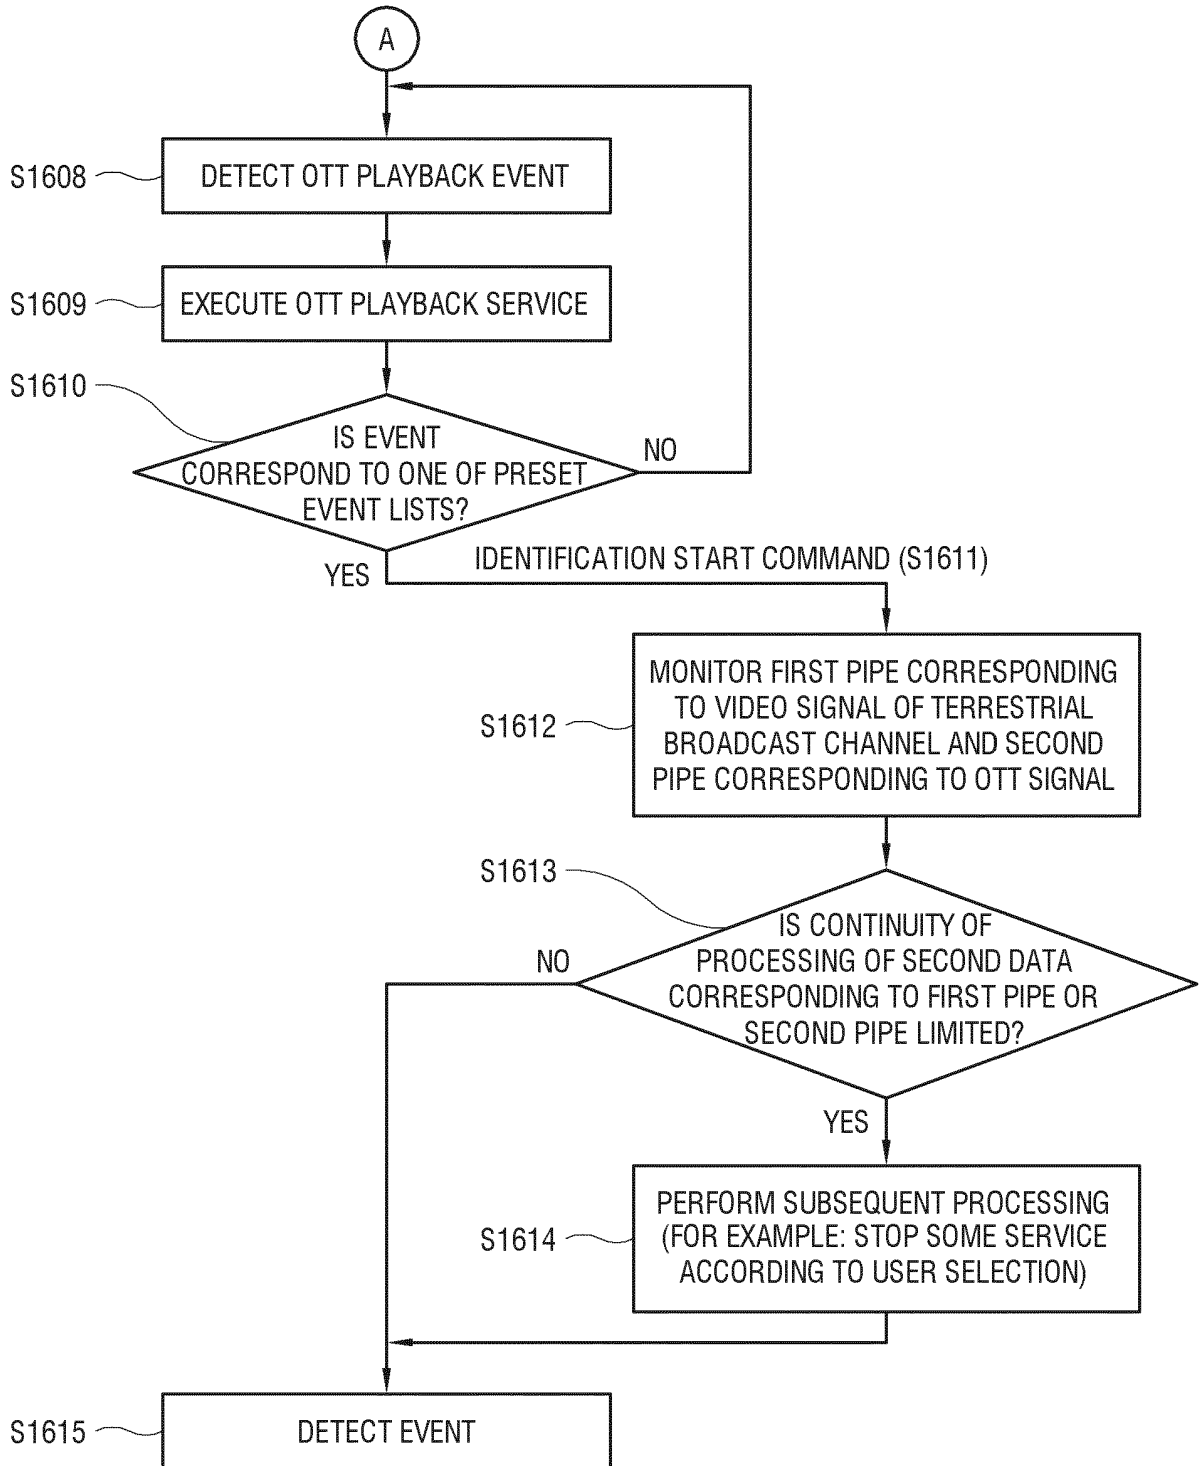 A
S1608
DETECT OTT PLAYBACK EVENT
S1609
EXECUTE OTT PLAYBACK SERVICE
S1610
IS EVENT
CORRESPOND TO ONE OF PRESET
EVENT LISTS?
NO
YES
IDENTIFICATION START COMMAND (S1611)
S1612
MONITOR FIRST PIPE CORRESPONDING
TO VIDEO SIGNAL OF TERRESTRIAL
BROADCAST CHANNEL AND SECOND
PIPE CORRESPONDING TO OTT SIGNAL
S1613
IS CONTINUITY OF
PROCESSING OF SECOND DATA
CORRESPONDING TO FIRST PIPE OR
SECOND PIPE LIMITED?
NO
YES
S1614
PERFORM SUBSEQUENT PROCESSING
(FOR EXAMPLE: STOP SOME SERVICE
ACCORDING TO USER SELECTION)
S1615
DETECT EVENT